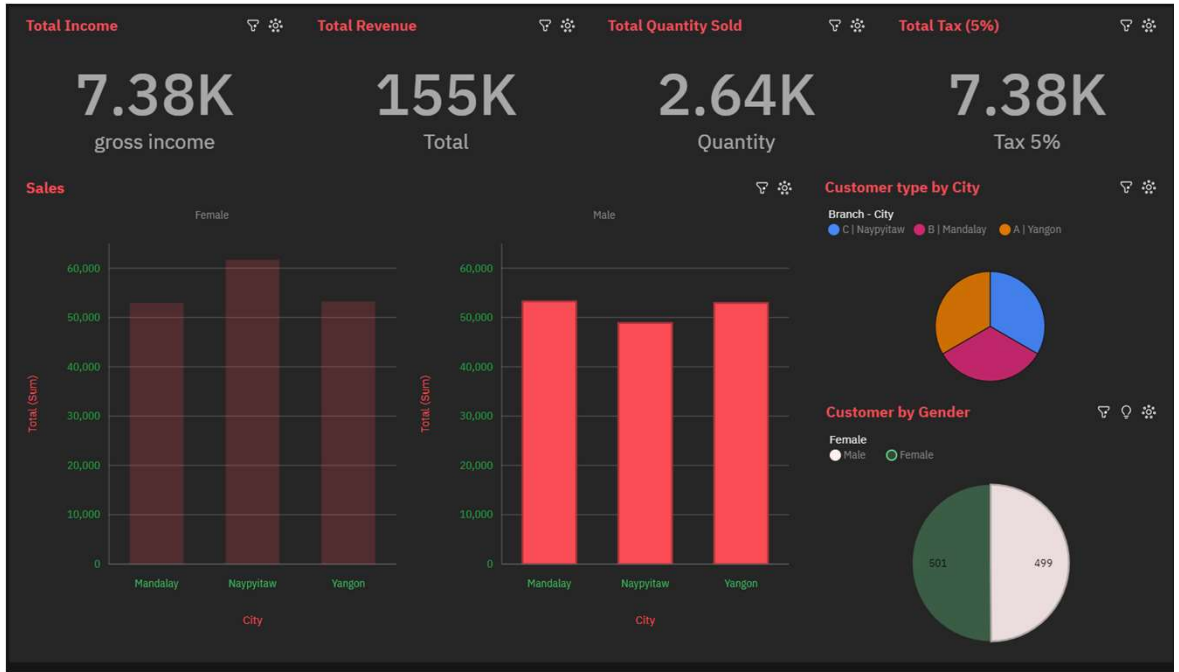 Total Income
Total Revenue
Total Quantity Sold
Total Tax (5%)
7.38K
155K
2.64K
7.38K
gross income
Total
Quantity
Tax 5%
Sales
Customer type by City
Female
Male
Branch - City
C | Naypyitaw
B | Mandalay
A | Yangon
60,000
50,000
40,000
30,000
20,000
10,000
0
Total (Sum)
Mandalay
Naypyitaw
Yangon
City
60,000
50,000
40,000
30,000
20,000
10,000
0
Total (Sum)
Mandalay
Naypyitaw
Yangon
City
Customer by Gender
Female
Male
Female
501
499